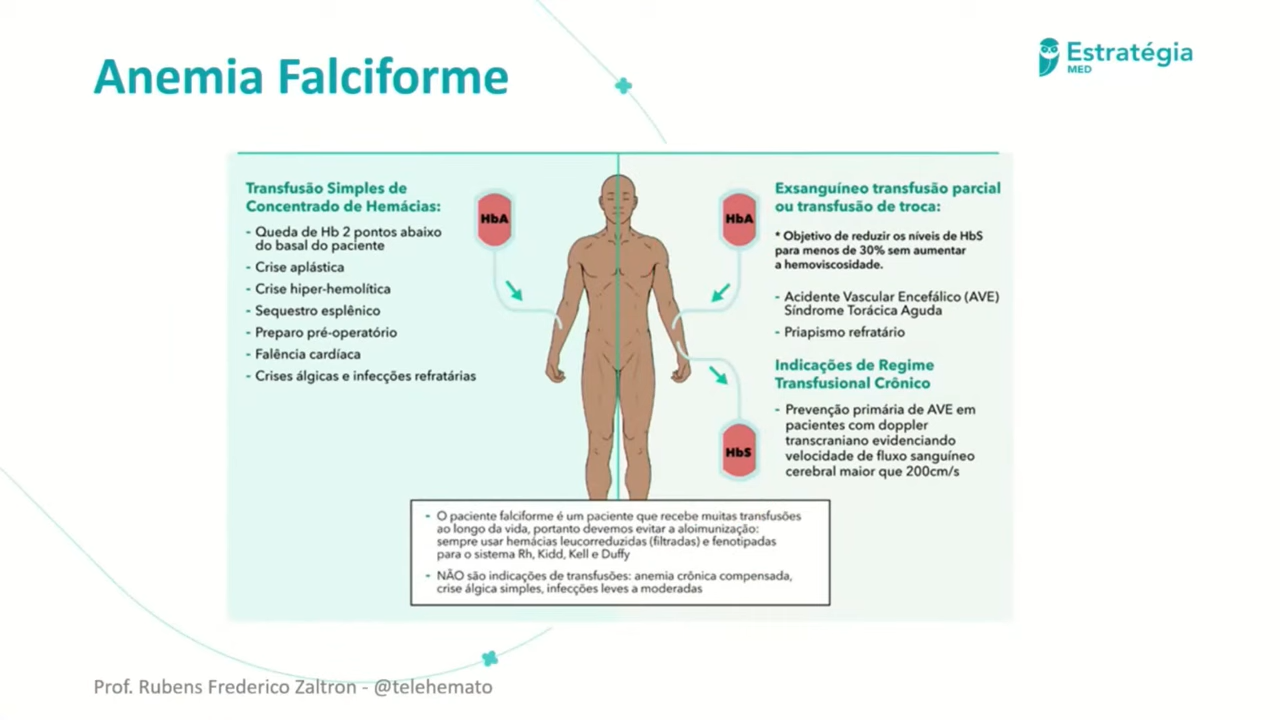 Anemia Falciforme
Estratégia
MED
Transfusão Simples de
Concentrado de Hemácias:
- Queda de Hb 2 pontos abaixo
do basal do paciente
- Crise aplástica
- Crise hiper-hemolítica
- Sequestro esplênico
- Preparo pré-operatório
- Falência cardíaca
- Crises álgicas e infecções refratárias
HbA
HbA
Exsanguíneo transfusão parcial
ou transfusão de troca:
* Objetivo de reduzir os níveis de HbS
para menos de 30% sem aumentar
a hemoviscosidade.
- Acidente Vascular Encefálico (AVE)
Síndrome Torácica Aguda
- Priapismo refratário
Indicações de Regime
Transfusional Crônico
- Prevenção primária de AVE em
pacientes com doppler
transcraniano evidenciando
velocidade de fluxo sanguíneo
cerebral maior que 200cm/s
HbS
- O paciente falciforme é um paciente que recebe muitas transfusões
ao longo da vida, portanto devemos evitar a aloimunização:
sempre usar hemácias leucorreduzidas (filtradas) e fenotipadas
para o sistema Rh, Kidd, Kell e Duffy
- NÃO são indicações de transfusões: anemia crônica compensada,
crise álgica simples, infecções leves a moderadas
Prof. Rubens Frederico Zaltron - @telehemato